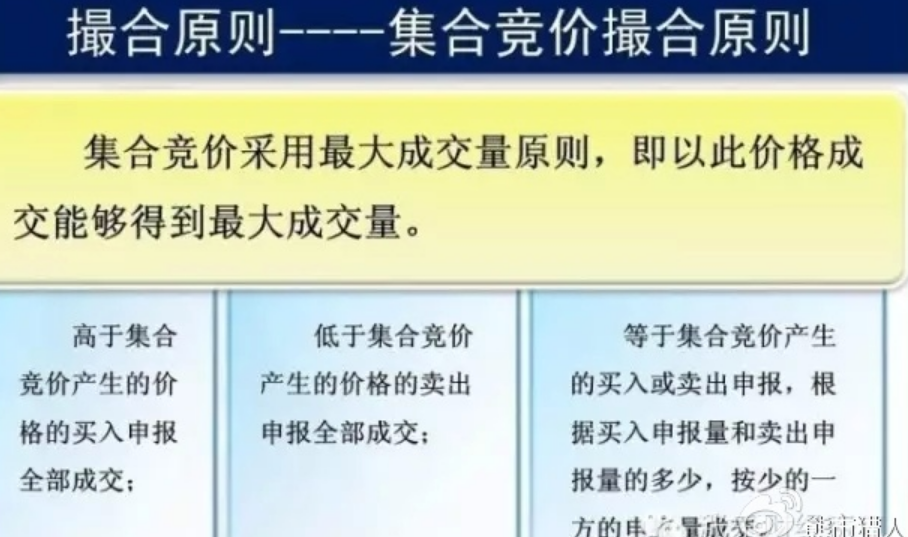 撮合原则----集合竞价撮合原则
集合竞价采用最大成交量原则，即以此价格成
交能够得到最大成交量。
高于集合
竞价产生的价
格的买入申报
全部成交；
低于集合竞价
产生的价格的卖出
申报全部成交；
等于集合竞价产生
的买入或卖出申报，根
据买入申报量和卖出申
报量的多少，按少的一
方的申报量成交
猎人